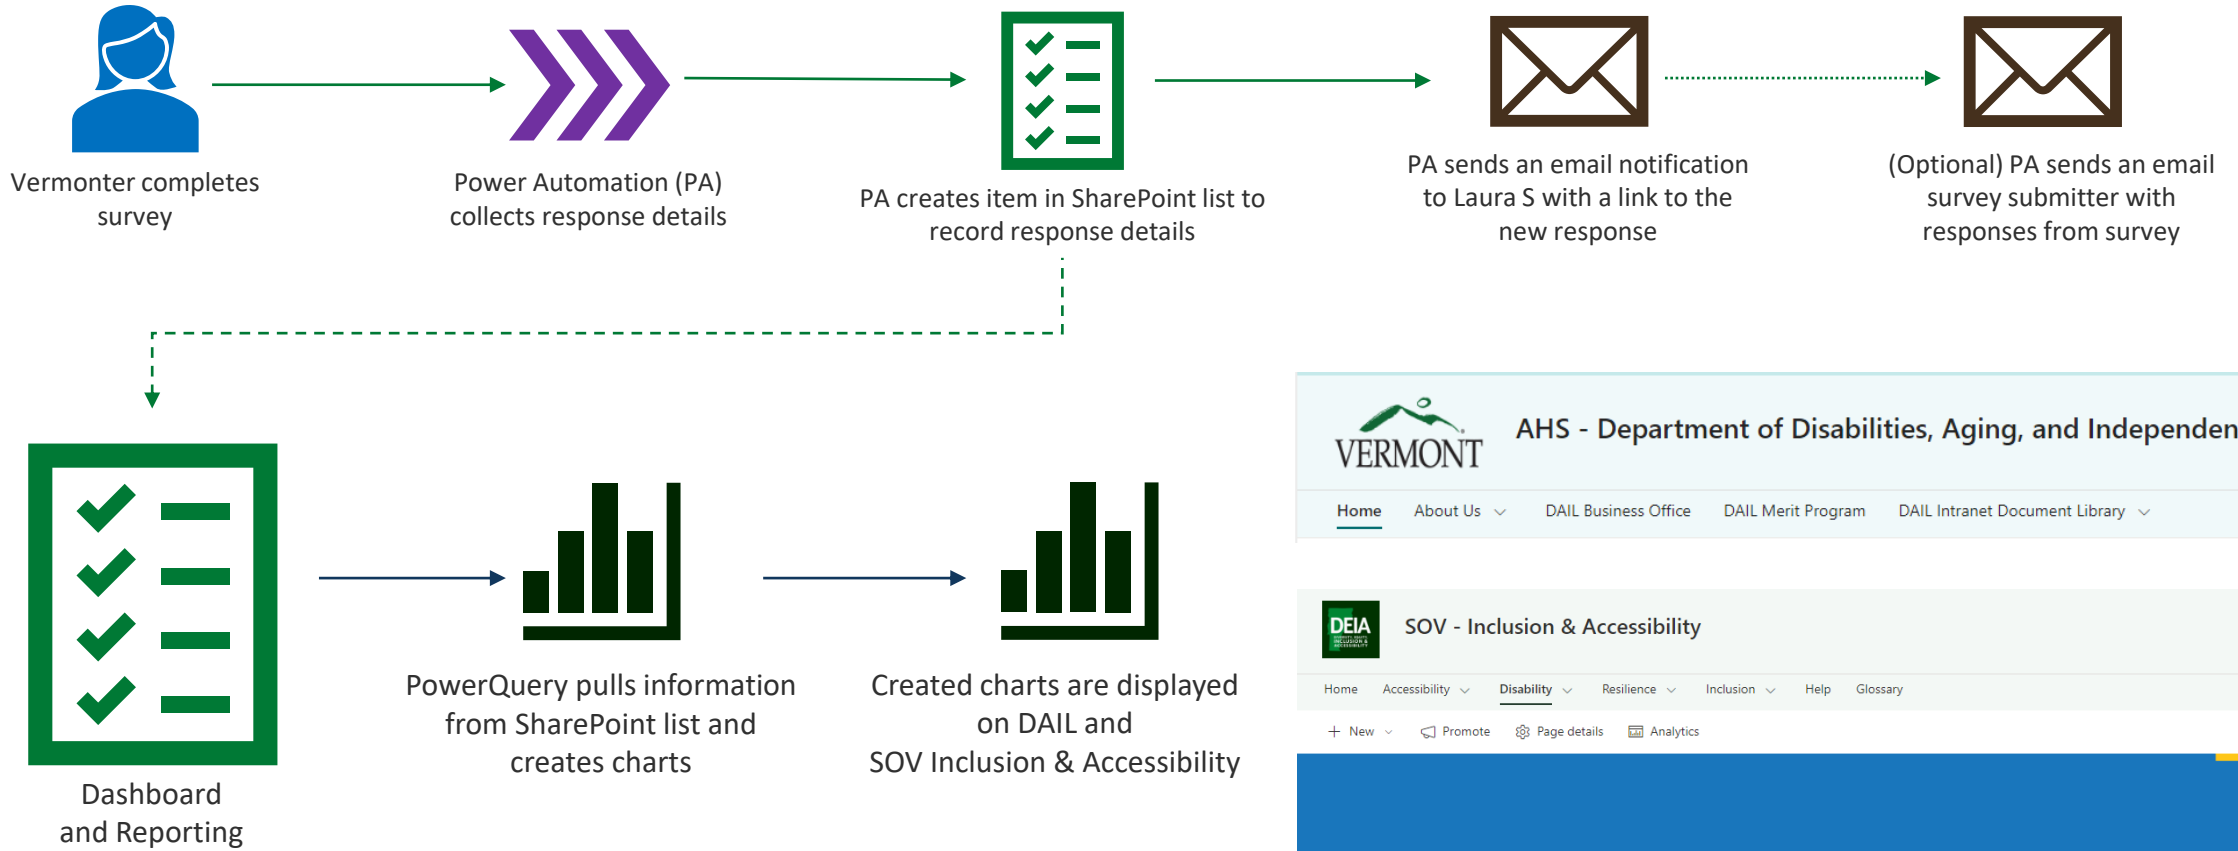 Vermonter completes
survey
Power Automation (PA)
collects response details
PA creates item in SharePoint list to
record response details
PA sends an email notification
to Laura S with a link to the
new response
(Optional) PA sends an email
survey submitter with
responses from survey
Dashboard
and Reporting
PowerQuery pulls information
from SharePoint list and
creates charts
Created charts are displayed
on DAIL and
SOV Inclusion & Accessibility
VERMONT
AHS - Department of Disabilities, Aging, and Independen
Home About Us DAIL Business Office DAIL Merit Program DAIL Intranet Document Library
DEIA
INCLUSION &
ACCESSIBILITY
SOV - Inclusion & Accessibility
Home Accessibility Disability Resilience Inclusion Help Glossary
+ New Promote Page details Analytics